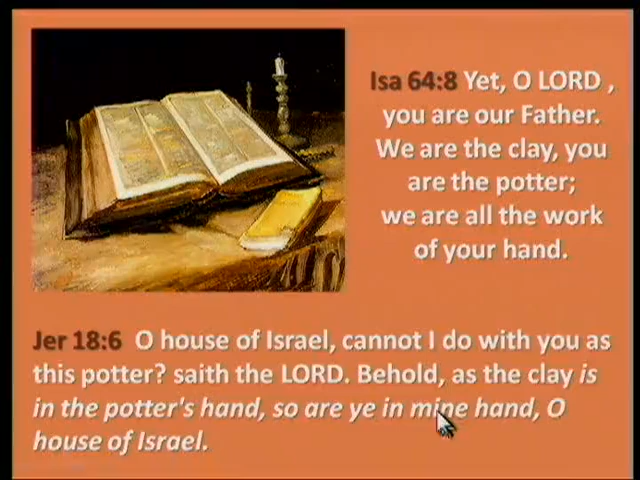 Isa 64:8 Yet, O LORD ,
you are our Father.
We are the clay, you
are the potter;
we are all the work
of your hand.
Jer 18:6 O house of Israel, cannot I do with you as
this potter? saith the LORD. Behold, as the clay is
in the potter's hand, so are ye in mine hand, O
house of Israel.